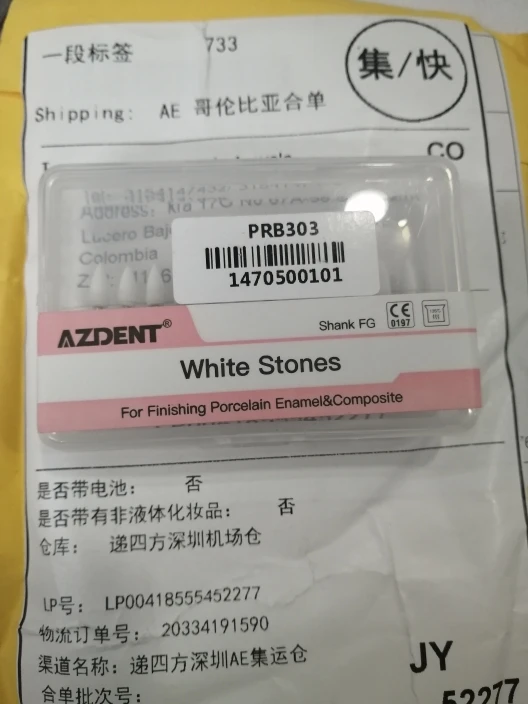 一段标签 733
集/快
Shipping: AE 哥伦比亚合单
CO
Address: Kra
Lucero
Colombia
PRB303
1470500101
AZDENT®
Shank FG
CE
0197
White Stones
For Finishing Porcelain Enamel&Composite
是否带电池: 否
是否带有非液体化妆品: 否
仓库: 递四方深圳机场仓
LP号: LP00418555452277
物流订单号: 20334191590
渠道名称: 递四方深圳AE集运仓
JY
合单批次号:
52277